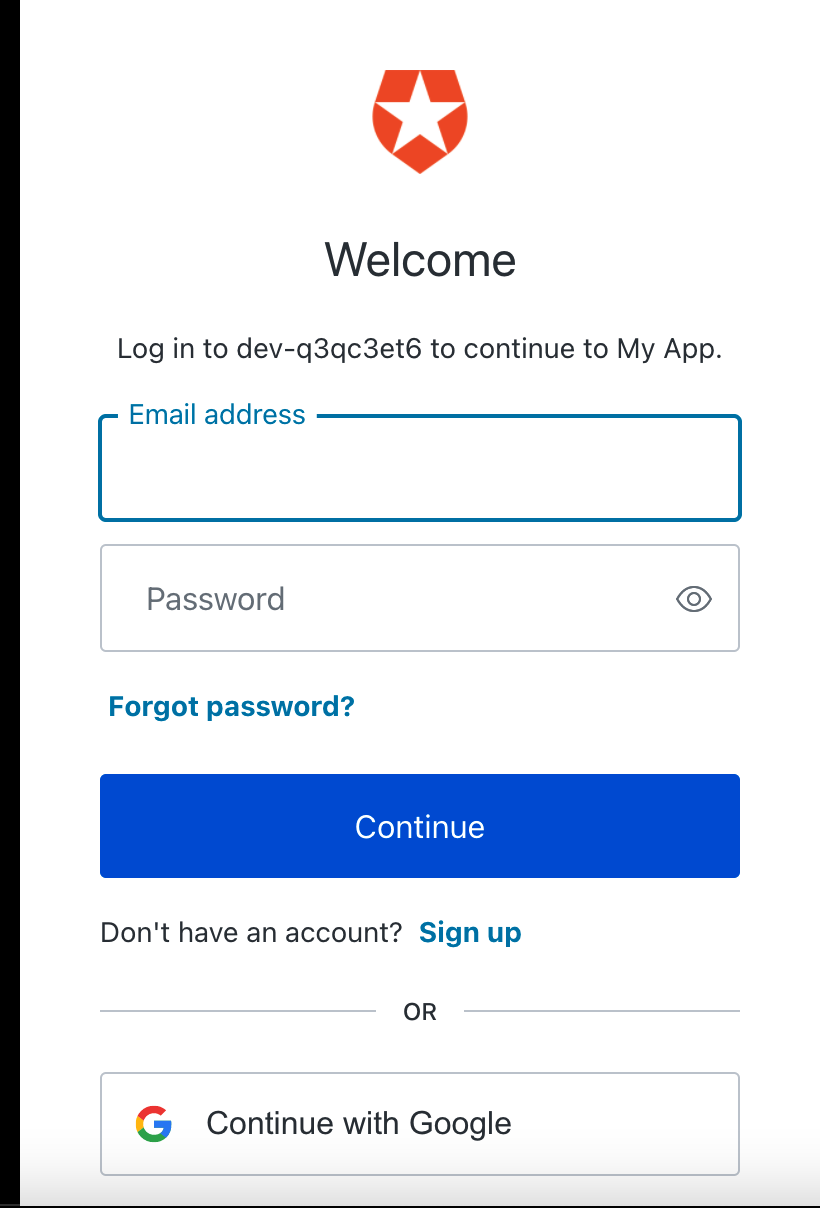 Welcome
Log in to dev-q3qc3et6 to continue to My App.
Email address
Password
Forgot password?
Continue
Don't have an account? Sign up
OR
Continue with Google